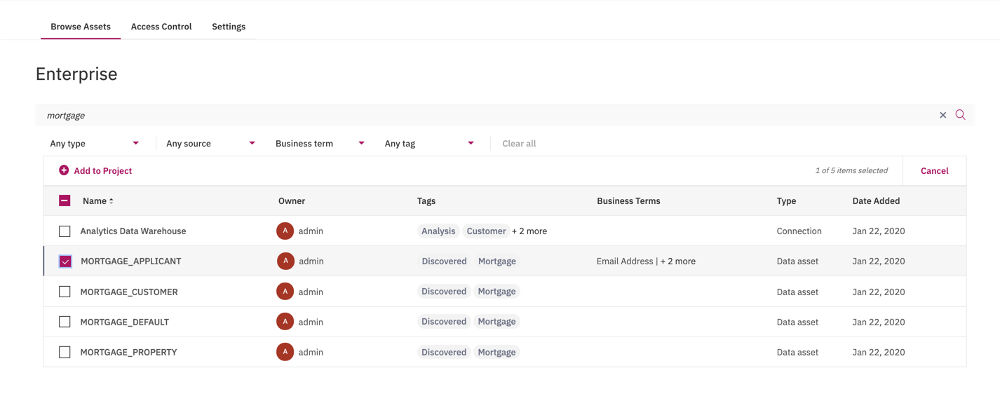 Browse Assets Access Control Settings
Enterprise
mortgage
Any type Any source Business term Any tag Clear all
Add to Project 1 of 5 items selected Cancel
Name Owner Tags Business Terms Type Date Added
Analytics Data Warehouse A admin Analysis Customer + 2 more Connection Jan 22, 2020
MORTGAGE_APPLICANT A admin Discovered Mortgage Email Address | + 2 more Data asset Jan 22, 2020
MORTGAGE_CUSTOMER A admin Discovered Mortgage Data asset Jan 22, 2020
MORTGAGE_DEFAULT A admin Discovered Mortgage Data asset Jan 22, 2020
MORTGAGE_PROPERTY A admin Discovered Mortgage Data asset Jan 22, 2020